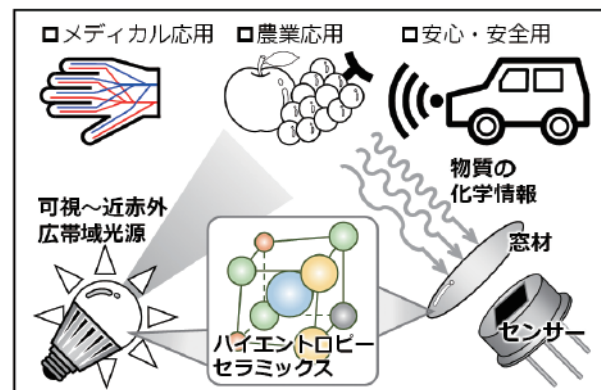 □メディカル応用
□農業応用
□安心・安全用
物質の
化学情報
可視～近赤外
広帯域光源
窓材
ハイエントロピー
セラミックス
センサー